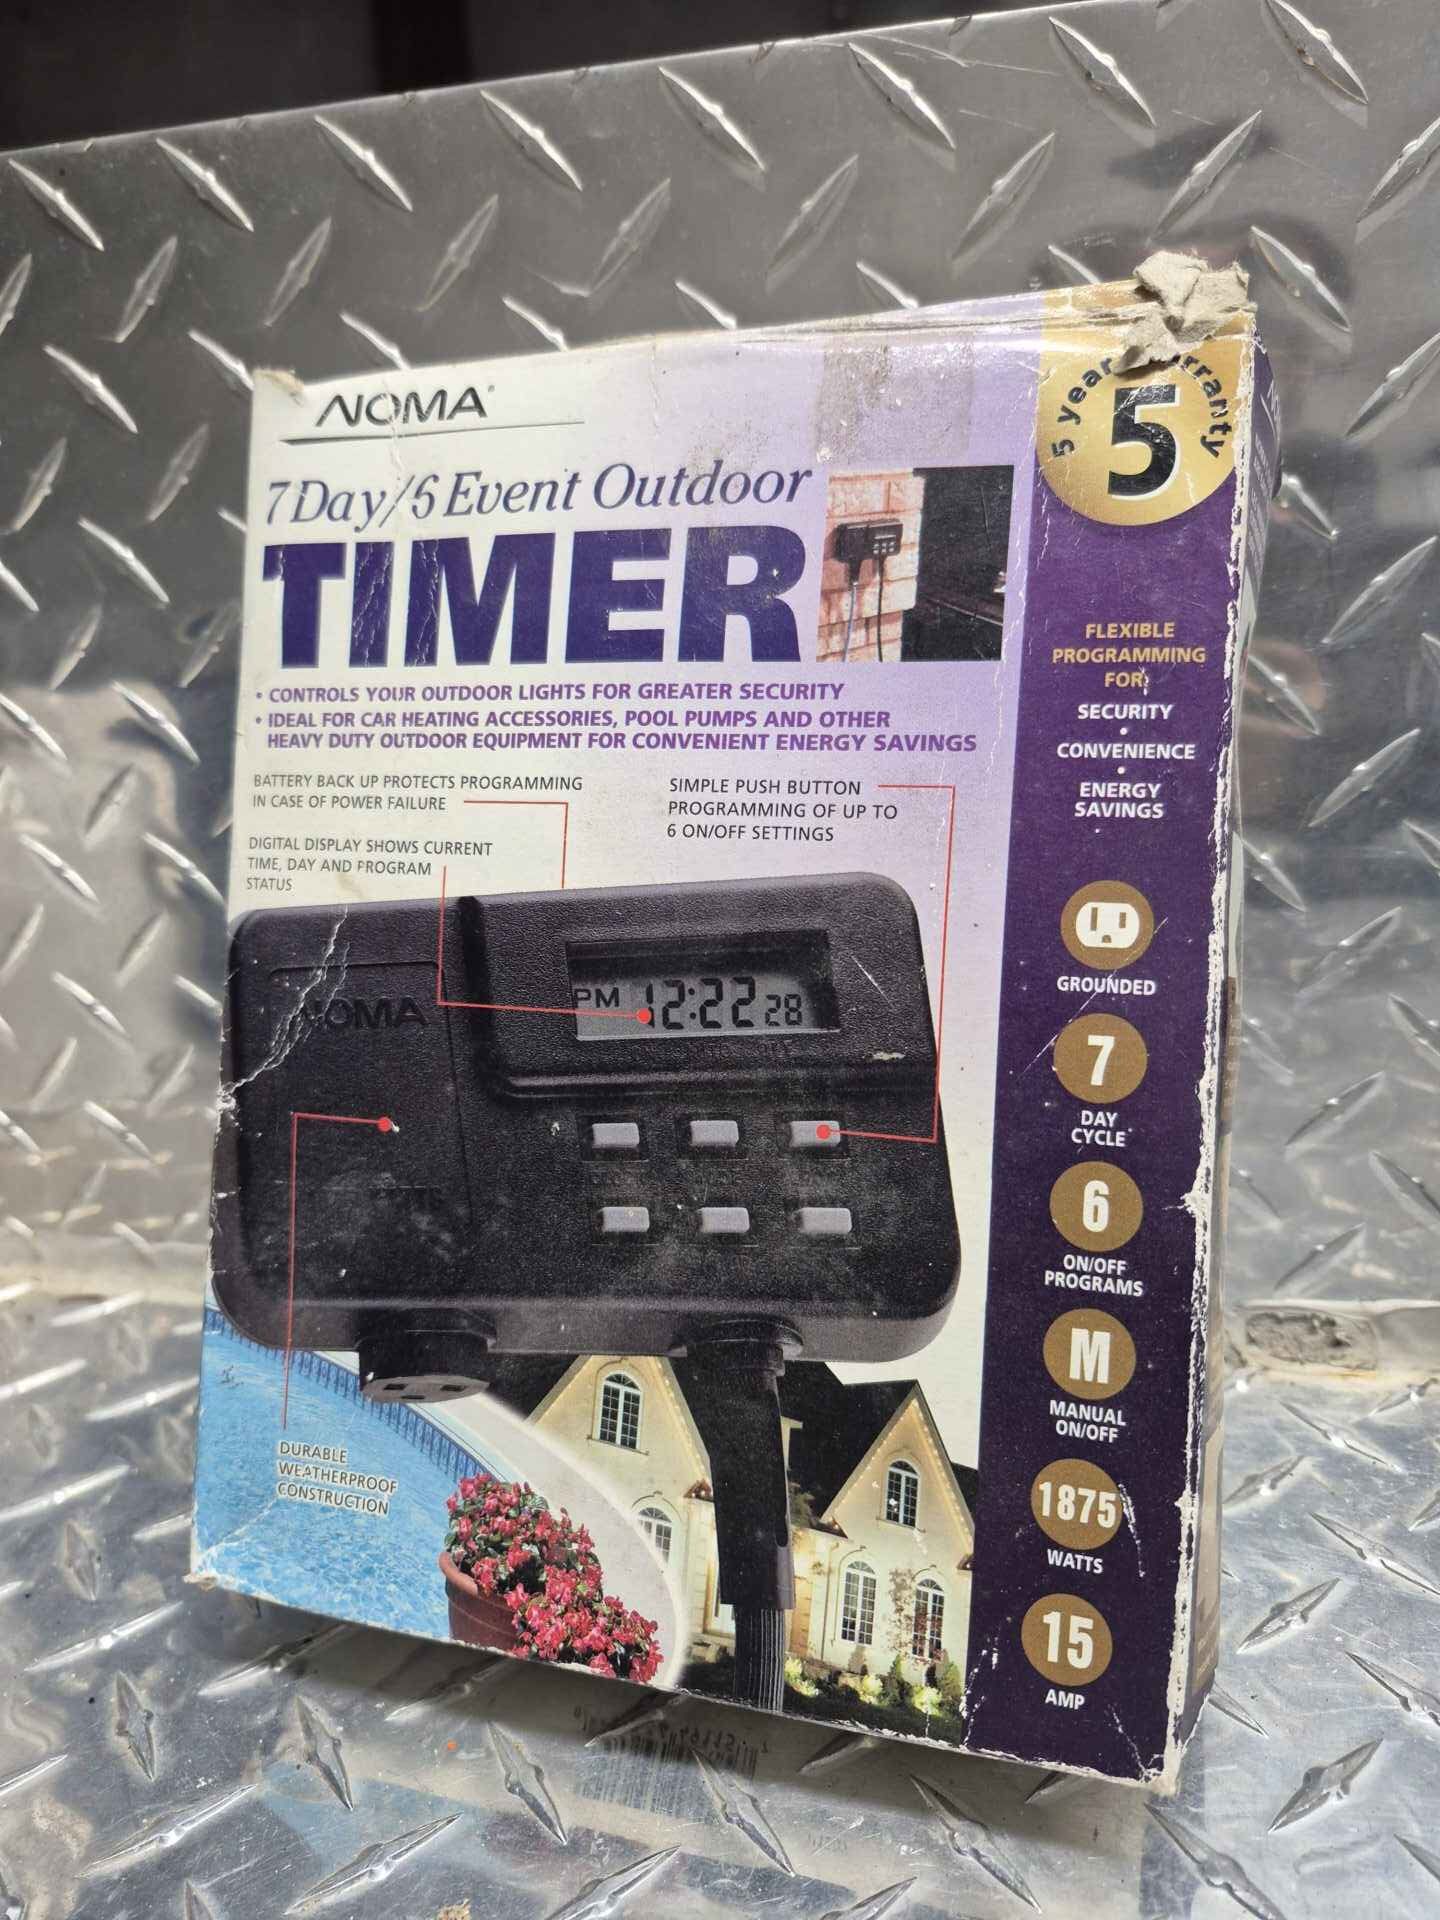 NOMA®
7 Day/6 Event Outdoor
TIMER
• CONTROLS YOUR OUTDOOR LIGHTS FOR GREATER SECURITY
• IDEAL FOR CAR HEATING ACCESSORIES, POOL PUMPS AND OTHER
HEAVY DUTY OUTDOOR EQUIPMENT FOR CONVENIENT ENERGY SAVINGS
BATTERY BACK UP PROTECTS PROGRAMMING
IN CASE OF POWER FAILURE
DIGITAL DISPLAY SHOWS CURRENT
TIME, DAY AND PROGRAM
STATUS
SIMPLE PUSH BUTTON
PROGRAMMING OF UP TO
6 ON/OFF SETTINGS
NOMA
PM 12:22 28
DURABLE
WEATHERPROOF
CONSTRUCTION
5 year warranty
5
FLEXIBLE
PROGRAMMING
FOR:
SECURITY
•
CONVENIENCE
•
ENERGY
SAVINGS
GROUNDED
7
DAY
CYCLE
6
ON/OFF
PROGRAMS
M
MANUAL
ON/OFF
1875
WATTS
15
AMP